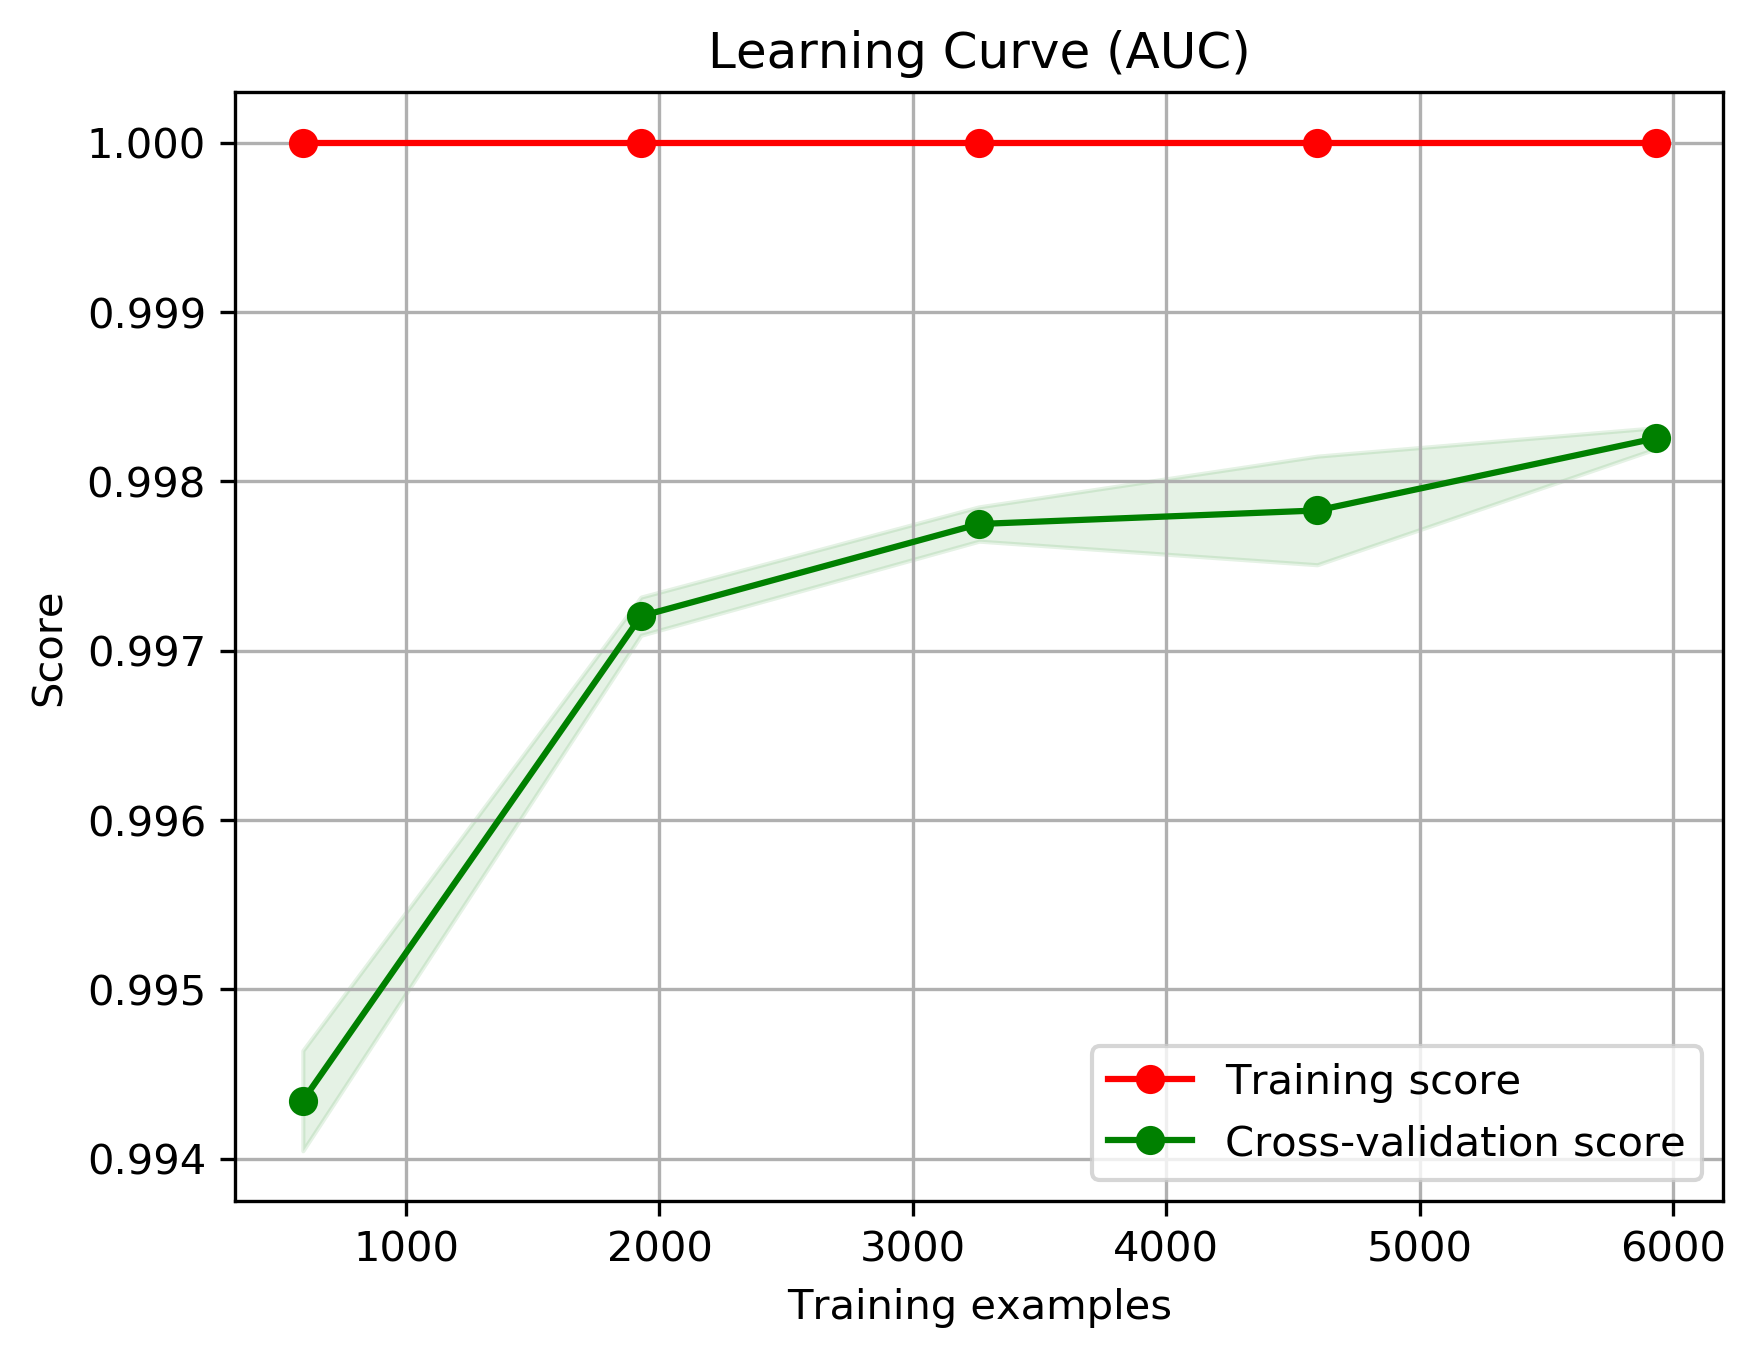 Learning Curve (AUC)
1.000
0.999
0.998
0.997
0.996
0.995
0.994
Score
Training score
Cross-validation score
1000 2000 3000 4000 5000 6000
Training examples